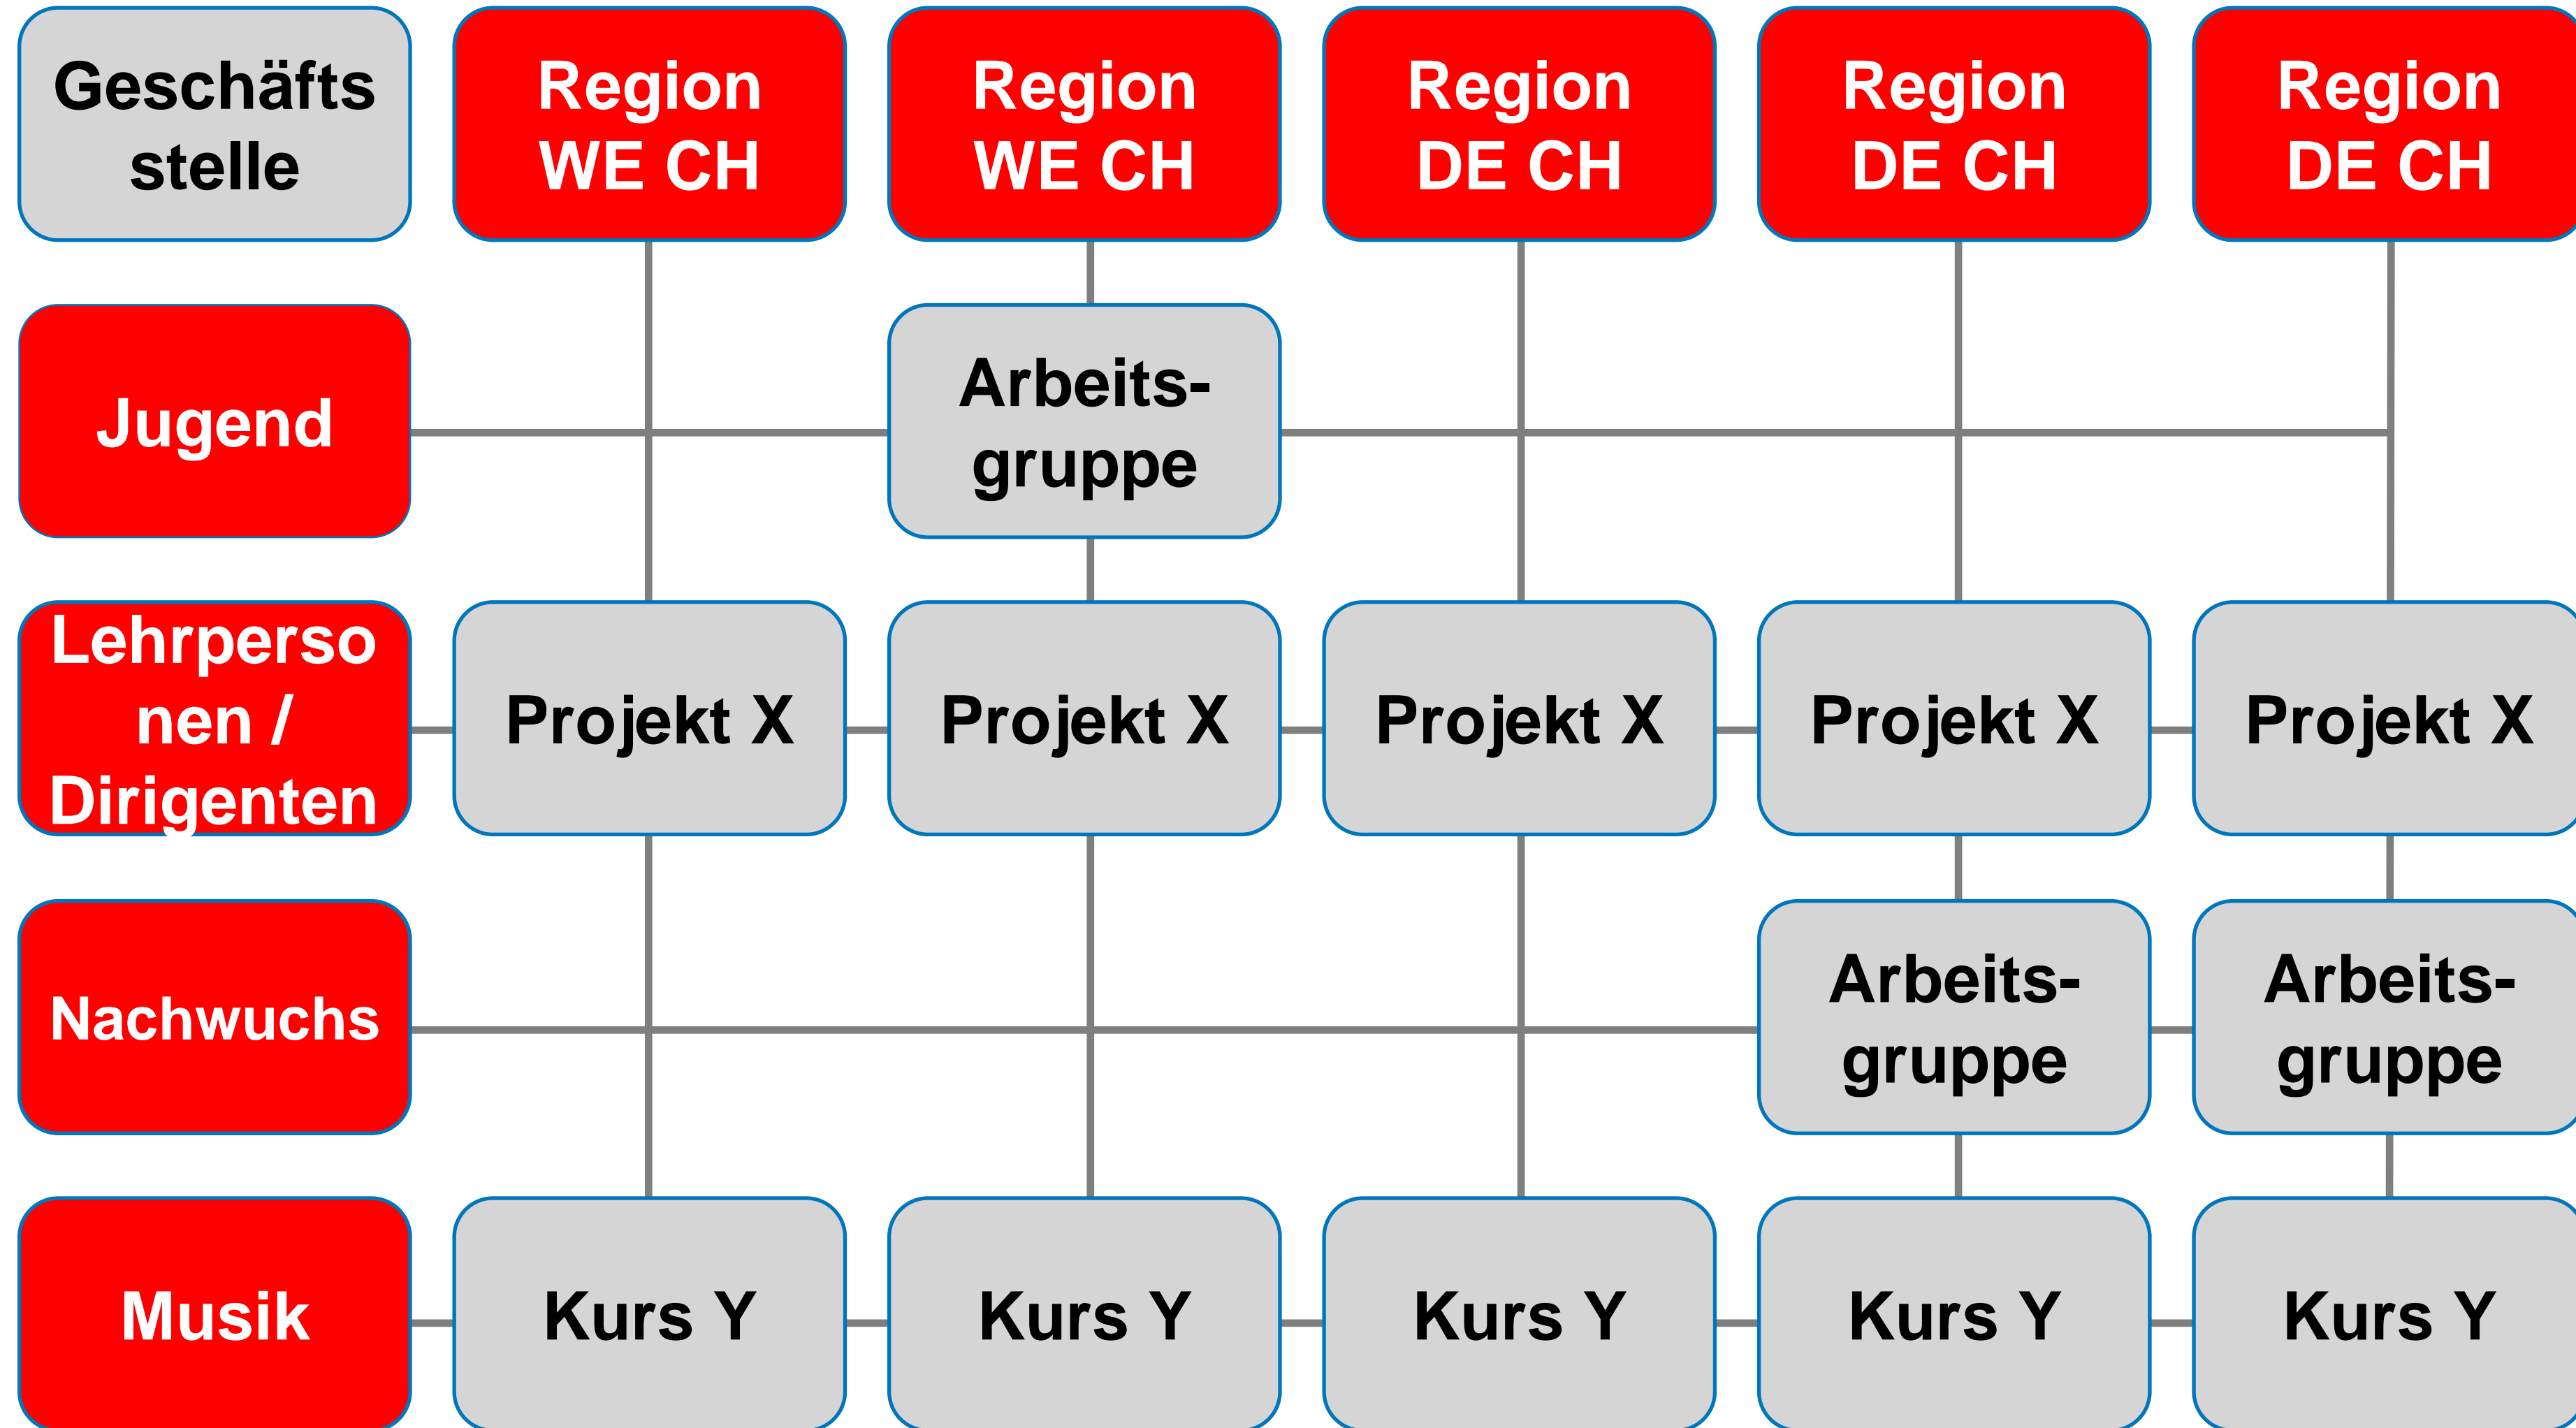 Geschäfts
stelle
Region
WE CH
Region
WE CH
Region
DE CH
Region
DE CH
Region
DE CH
Jugend
Arbeits-
gruppe
Lehrperso
nen /
Dirigenten
Projekt X
Projekt X
Projekt X
Projekt X
Projekt X
Nachwuchs
Arbeits-
gruppe
Arbeits-
gruppe
Musik
Kurs Y
Kurs Y
Kurs Y
Kurs Y
Kurs Y